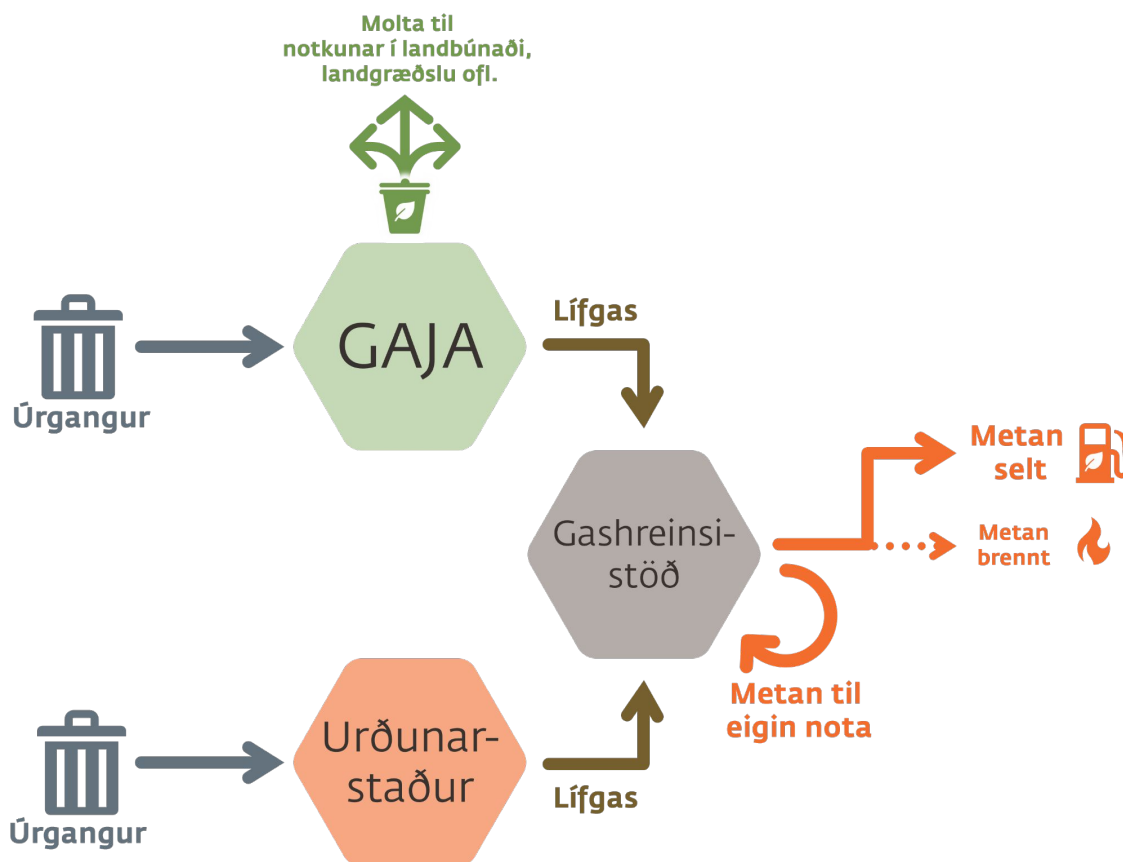 Molta til
notkunar í landbúnaði,
landgræðslu ofl.
GAJA
Lífgas
Úrgangur
Metan
selt
Gashreinsi-
stöð
Metan
brennt
Metan til
eigin nota
Urðunar-
staður
Lífgas
Úrgangur